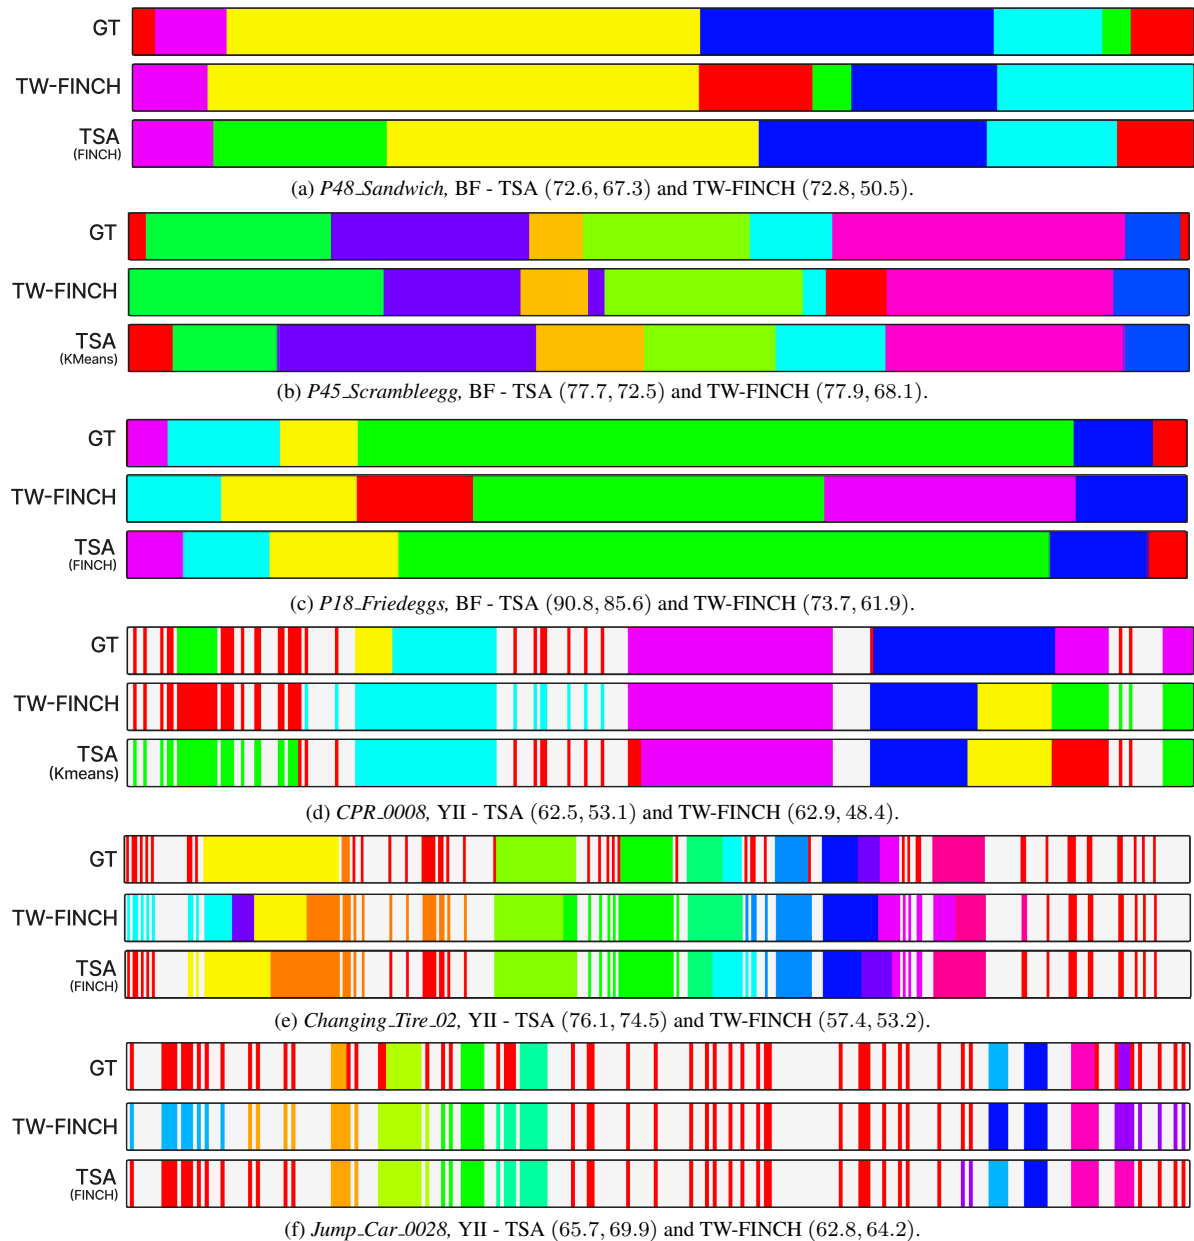 GT
TW-FINCH
TSA
(FINCH)
(a) P48_Sandwich, BF - TSA (72.6, 67.3) and TW-FINCH (72.8, 50.5).
GT
TW-FINCH
TSA
(KMeans)
(b) P45_Scrambleegg, BF - TSA (77.7, 72.5) and TW-FINCH (77.9, 68.1).
GT
TW-FINCH
TSA
(FINCH)
(c) P18_Friedeggs, BF - TSA (90.8, 85.6) and TW-FINCH (73.7, 61.9).
GT
TW-FINCH
TSA
(Kmeans)
(d) CPR_0008, YII - TSA (62.5, 53.1) and TW-FINCH (62.9, 48.4).
GT
TW-FINCH
TSA
(FINCH)
(e) Changing_Tire_02, YII - TSA (76.1, 74.5) and TW-FINCH (57.4, 53.2).
GT
TW-FINCH
TSA
(FINCH)
(f) Jump_Car_0028, YII - TSA (65.7, 69.9) and TW-FINCH (62.8, 64.2).